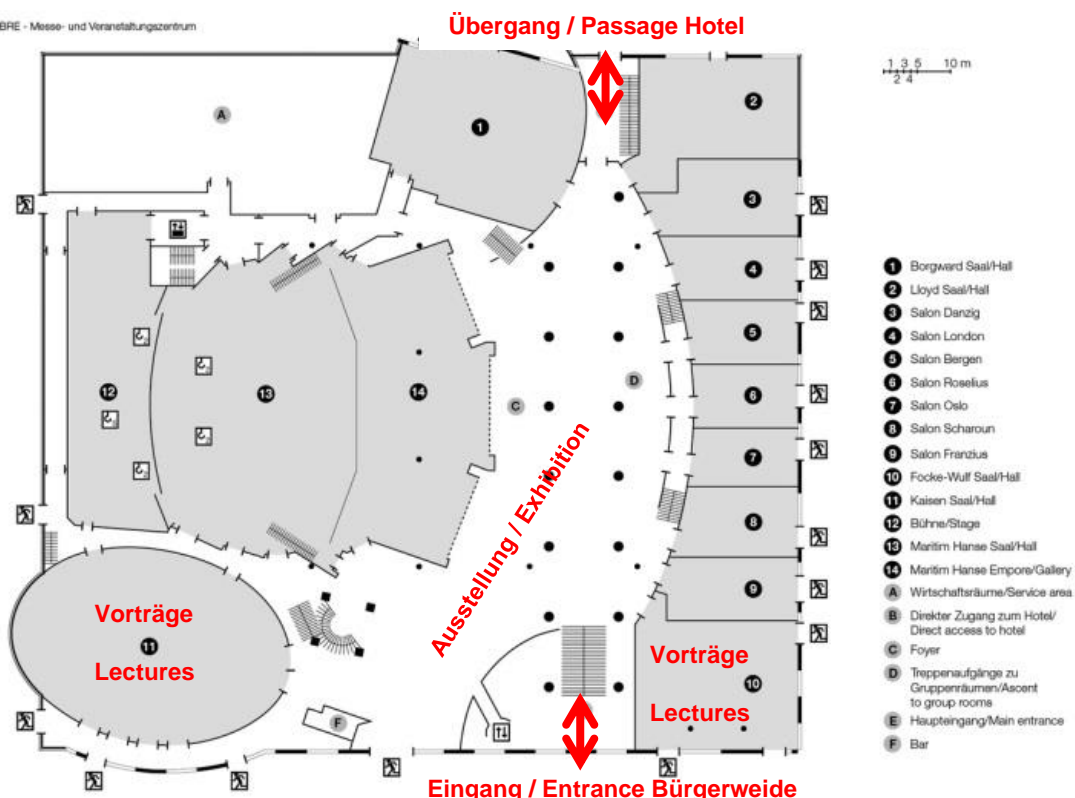 BRE - Messe- und Veranstaltungszentrum
Übergang / Passage Hotel
1 3 5 10 m
2 4
A
1
2
3
4
5
6
7
8
9
10
11
12
13
14
C
D
F
Ausstellung / Exhibition
Vorträge
Lectures
Vorträge
Lectures
Eingang / Entrance Bürgerweide
1 Borgward Saal/Hall
2 Lloyd Saal/Hall
3 Salon Danzig
4 Salon London
5 Salon Bergen
6 Salon Roselius
7 Salon Oslo
8 Salon Scharoun
9 Salon Franzius
10 Focke-Wulf Saal/Hall
11 Kaisen Saal/Hall
12 Bühne/Stage
13 Maritim Hanse Saal/Hall
14 Maritim Hanse Empore/Gallery
A Wirtschaftsräume/Service area
B Direkter Zugang zum Hotel/
Direct access to hotel
C Foyer
D Treppenaufgänge zu
Gruppenräumen/Ascent
to group rooms
E Haupteingang/Main entrance
F Bar